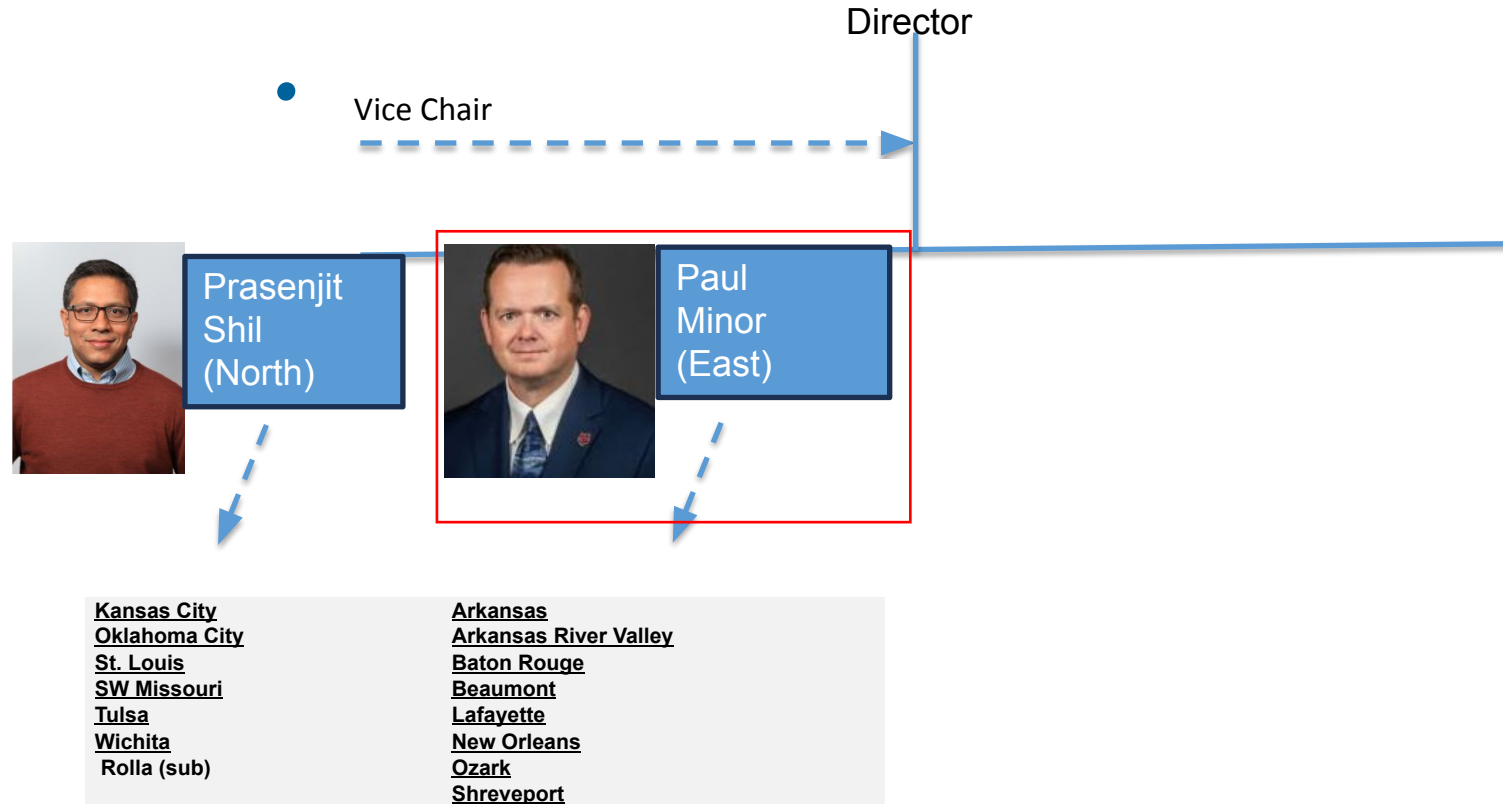 Director
Vice Chair
Prasenjit
Shil
(North)
Paul
Minor
(East)
Kansas City
Oklahoma City
St. Louis
SW Missouri
Tulsa
Wichita
Rolla (sub)
Arkansas
Arkansas River Valley
Baton Rouge
Beaumont
Lafayette
New Orleans
Ozark
Shreveport